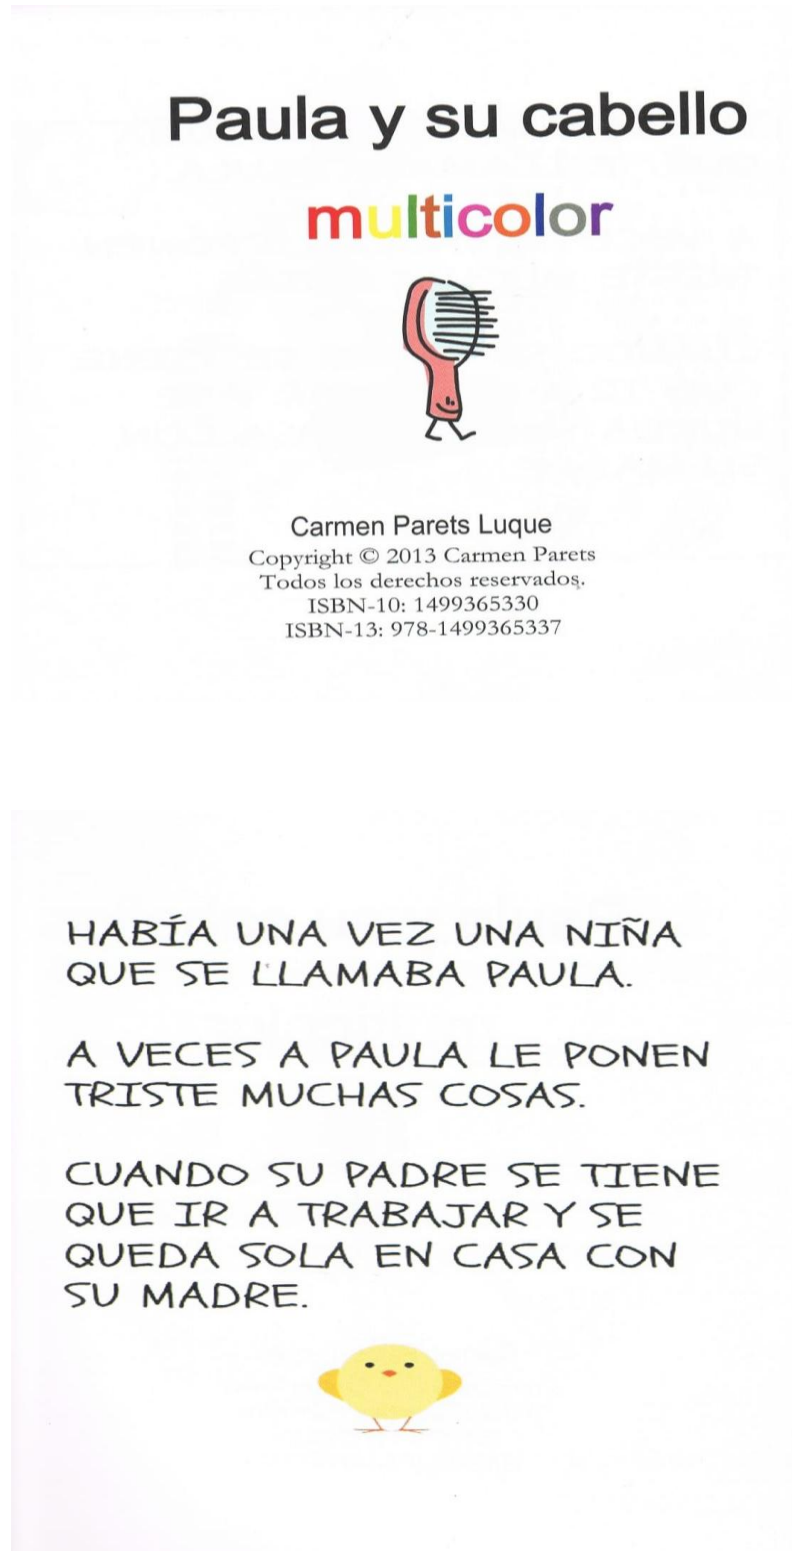 Paula y su cabello
multicolor
Carmen Parets Luque
Copyright © 2013 Carmen Parets
Todos los derechos reservados.
ISBN-10: 1499365330
ISBN-13: 978-1499365337
HABÍA UNA VEZ UNA NIÑA
QUE SE LLAMABA PAULA.
A VECES A PAULA LE PONEN
TRISTE MUCHAS COSAS.
CUANDO SU PADRE SE TIENE
QUE IR A TRABAJAR Y SE
QUEDA SOLA EN CASA CON
SU MADRE.